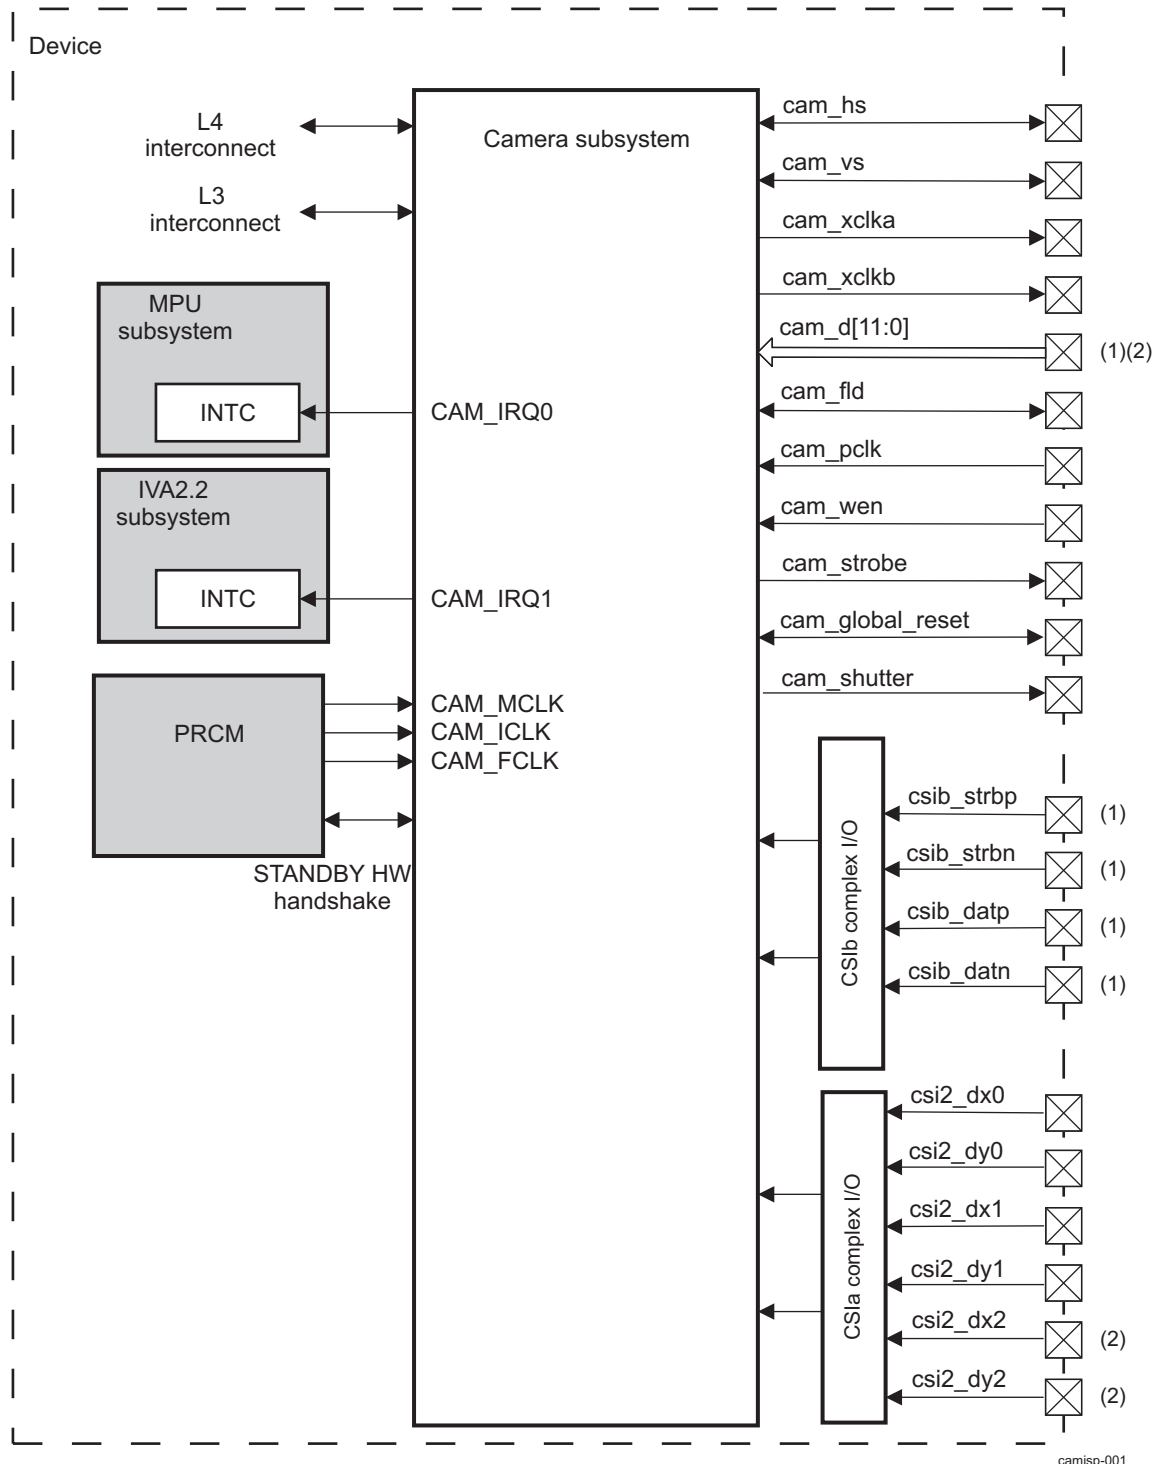 Device
L4
interconnect
L3
interconnect
MPU
subsystem
INTC
IVA2.2
subsystem
INTC
PRCM
STANDBY HW
handshake
Camera subsystem
CAM_IRQ0
CAM_IRQ1
CAM_MCLK
CAM_ICLK
CAM_FCLK
cam_hs
cam_vs
cam_xclka
cam_xclkb
cam_d[11:0]
(1)(2)
cam_fld
cam_pclk
cam_wen
cam_strobe
cam_global_reset
cam_shutter
CSIb complex I/O
csib_strbp
(1)
csib_strbn
(1)
csib_datp
(1)
csib_datn
(1)
CSIa complex I/O
csi2_dx0
csi2_dy0
csi2_dx1
csi2_dy1
csi2_dx2
(2)
csi2_dy2
(2)
camisp-001